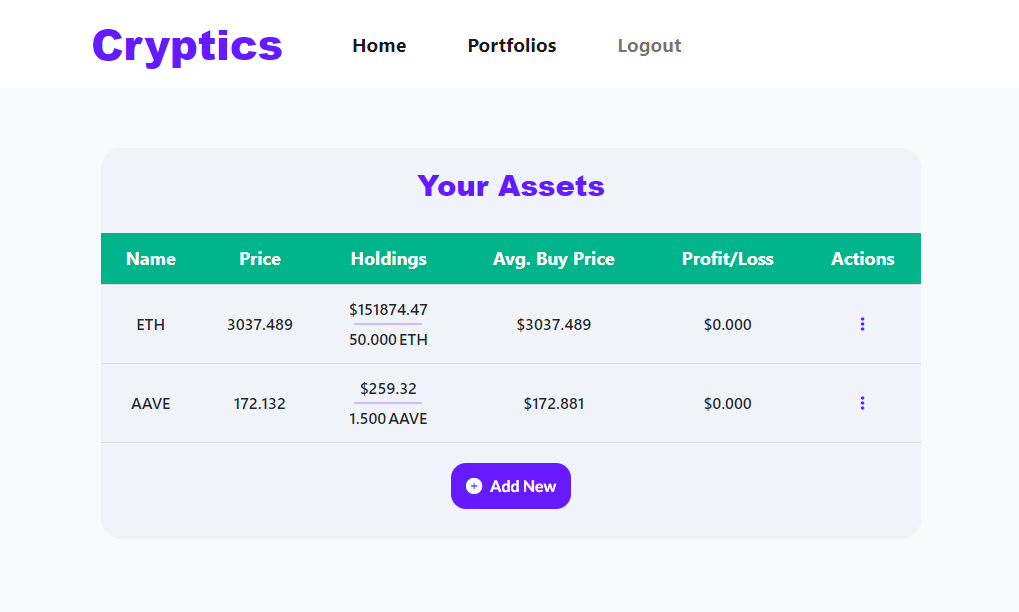 Cryptics Home Portfolios Logout
Your Assets
Name Price Holdings Avg. Buy Price Profit/Loss Actions
$151874.47
ETH 3037.489 $3037.489 $0.000
50.000 ETH
$259.32
AAVE 172.132 $172.881 $0.000
1.500 AAVE
Add New